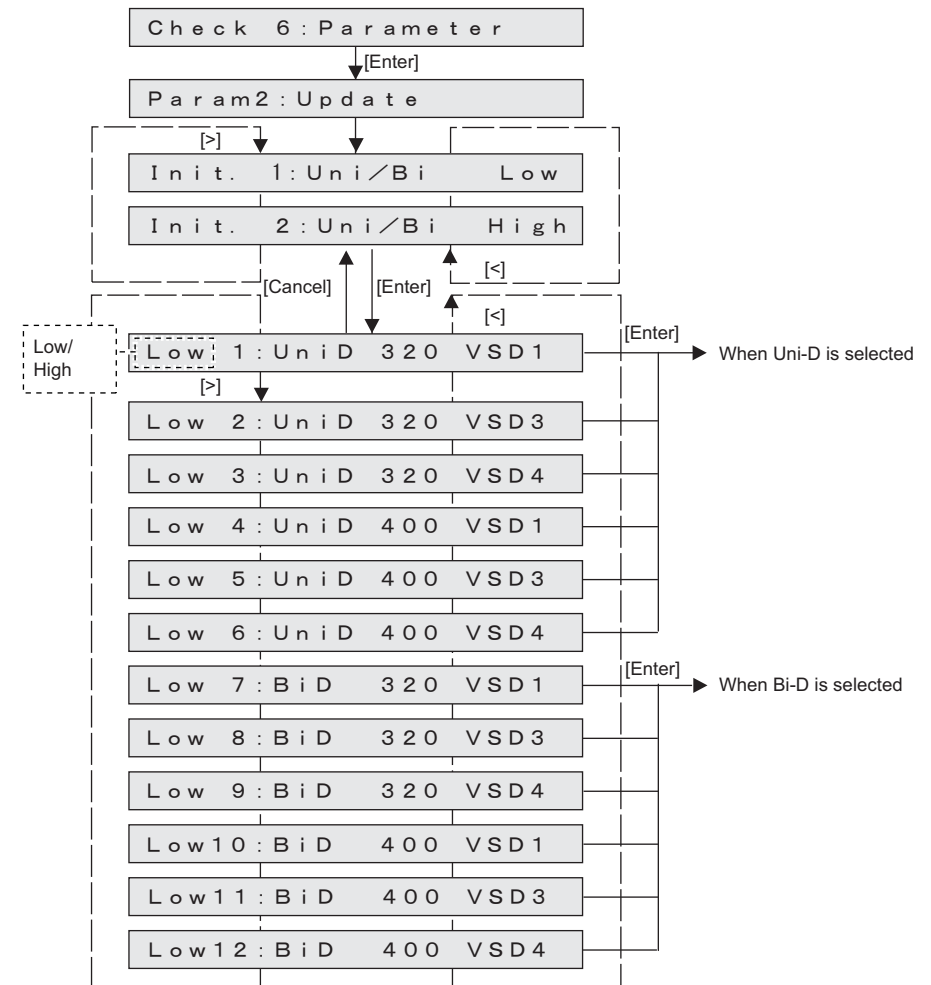 Check 6:Parameter
[Enter]
Param2:Update
[>]
Init. 1:Uni/Bi Low
Init. 2:Uni/Bi High
[<]
[Cancel] [Enter]
[<]
Low/
High
Low 1:UniD 320 VSD1
[Enter]
When Uni-D is selected
[>]
Low 2:UniD 320 VSD3
Low 3:UniD 320 VSD4
Low 4:UniD 400 VSD1
Low 5:UniD 400 VSD3
Low 6:UniD 400 VSD4
Low 7:BiD 320 VSD1
[Enter]
When Bi-D is selected
Low 8:BiD 320 VSD3
Low 9:BiD 320 VSD4
Low10:BiD 400 VSD1
Low11:BiD 400 VSD3
Low12:BiD 400 VSD4